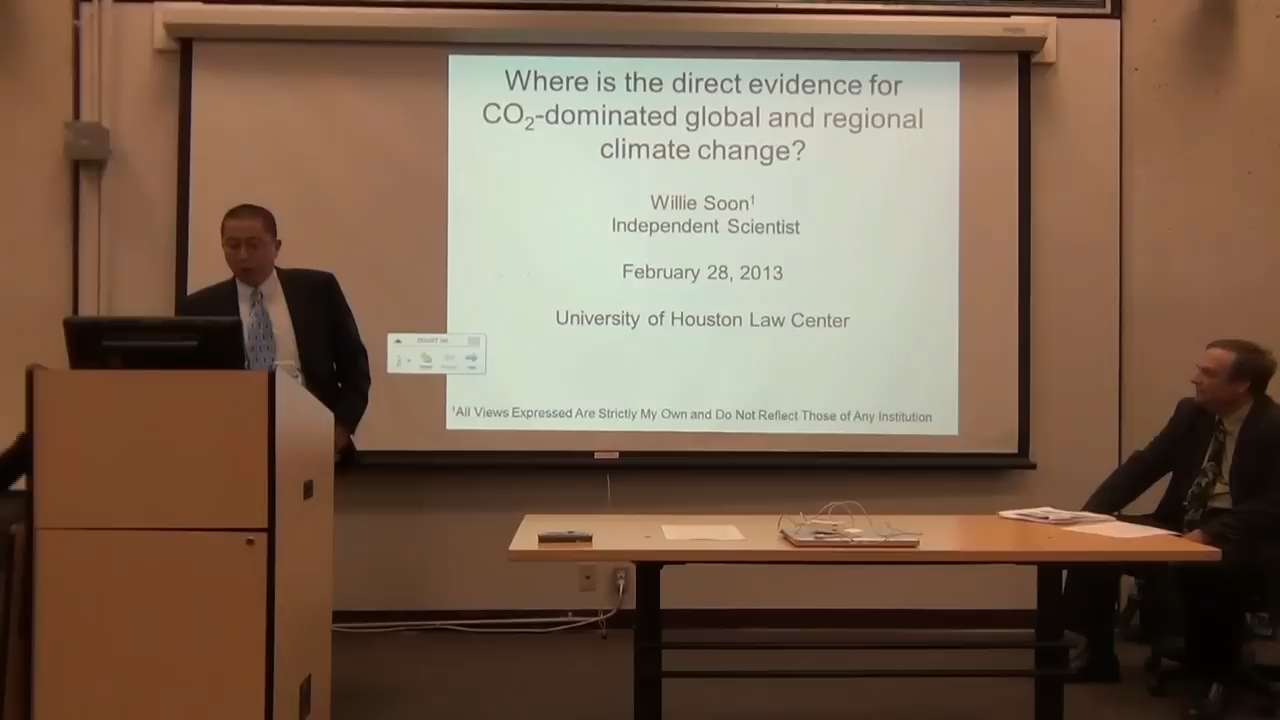 Where is the direct evidence for
CO₂-dominated global and regional
climate change?
Willie Soon¹
Independent Scientist
February 28, 2013
University of Houston Law Center
¹All Views Expressed Are Strictly My Own and Do Not Reflect Those of Any Institution